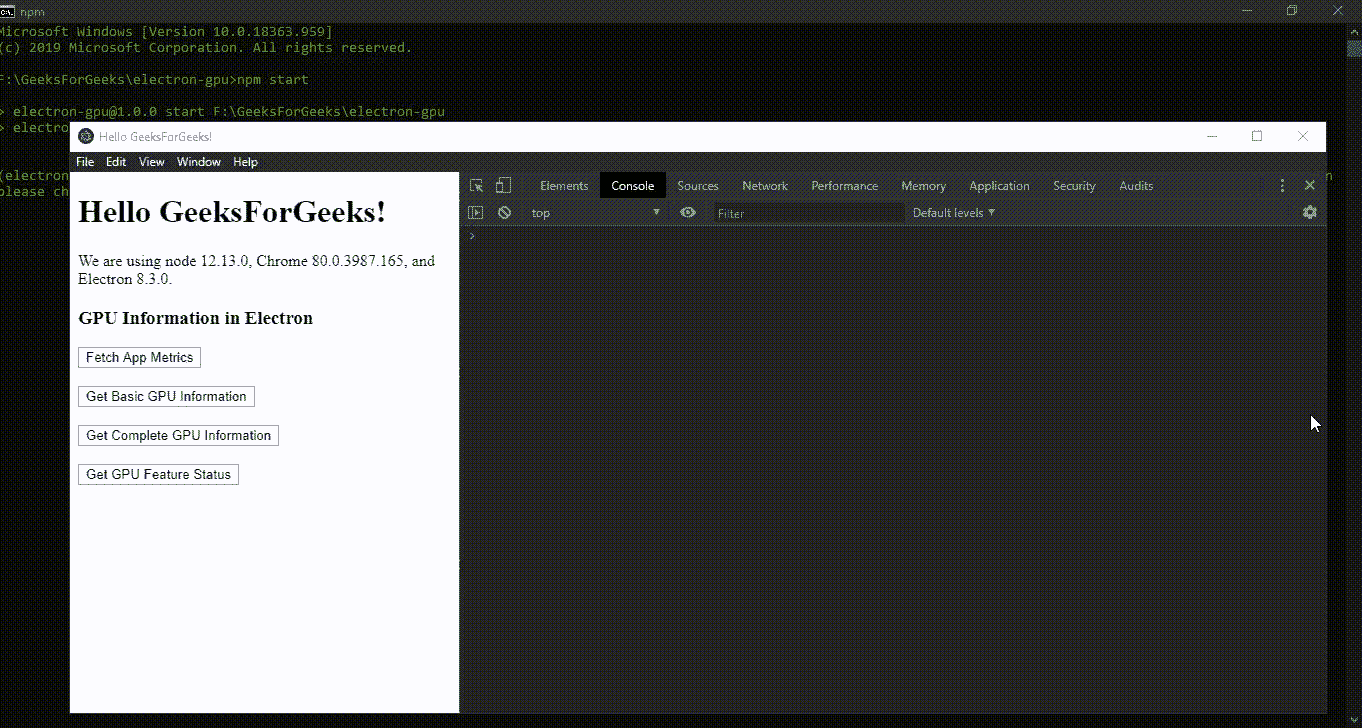 npm
Microsoft Windows [Version 10.0.18363.959]
(c) 2019 Microsoft Corporation. All rights reserved.
F:\GeeksForGeeks\electron-gpu>npm start
> electron-gpu@1.0.0 start F:\GeeksForGeeks\electron-gpu
> electro
(electron
please ch
n
Hello GeeksForGeeks!
File Edit View Window Help
Hello GeeksForGeeks!
We are using node 12.13.0, Chrome 80.0.3987.165, and
Electron 8.3.0.
GPU Information in Electron
Fetch App Metrics
Get Basic GPU Information
Get Complete GPU Information
Get GPU Feature Status
Elements Console Sources Network Performance Memory Application Security Audits
top Filter Default levels